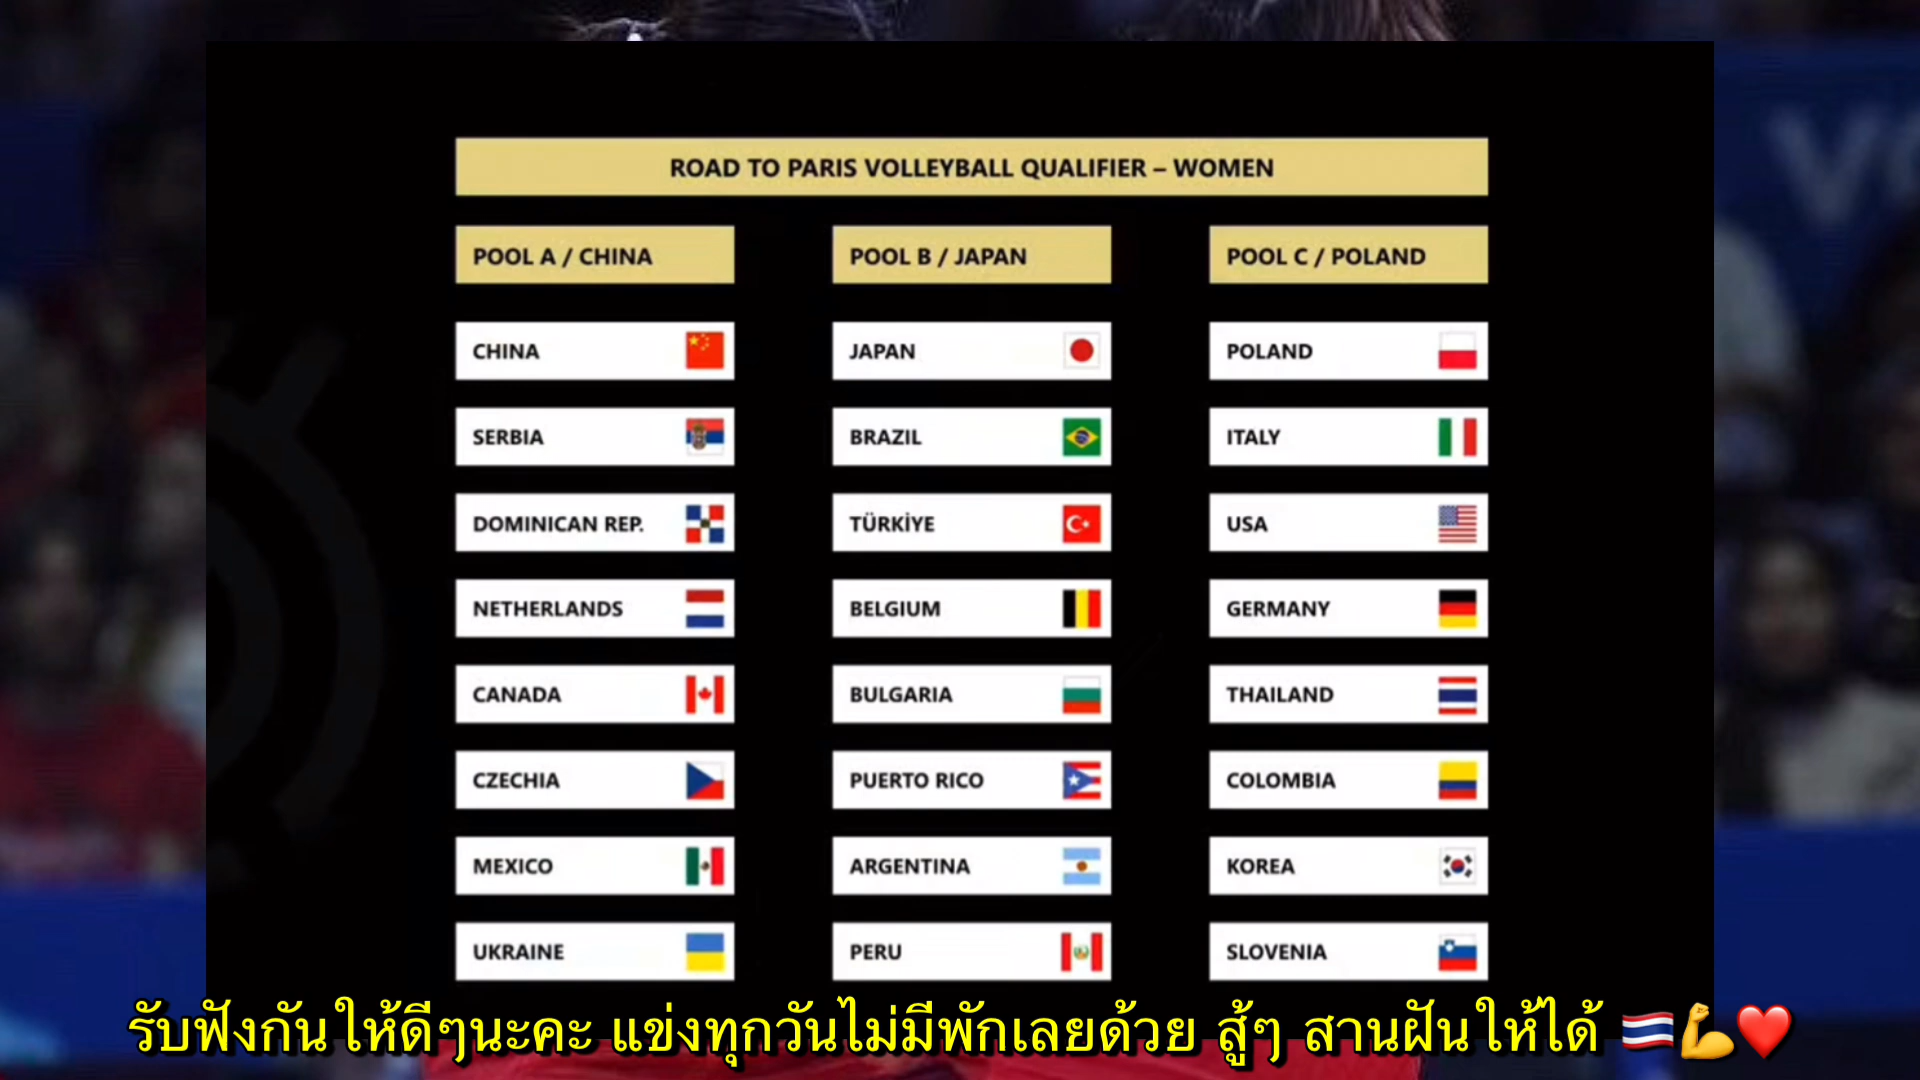 ROAD TO PARIS VOLLEYBALL QUALIFIER – WOMEN
POOL A / CHINA
CHINA
SERBIA
DOMINICAN REP.
NETHERLANDS
CANADA
CZECHIA
MEXICO
UKRAINE
POOL B / JAPAN
JAPAN
BRAZIL
TÜRKİYE
BELGIUM
BULGARIA
PUERTO RICO
ARGENTINA
PERU
POOL C / POLAND
POLAND
ITALY
USA
GERMANY
THAILAND
COLOMBIA
KOREA
SLOVENIA
รับฟังกันให้ดีๆนะคะ แข่งทุกวันไม่มีพักเลยด้วย สู้ๆ สานฝันให้ได้ 🇹🇭💪❤️